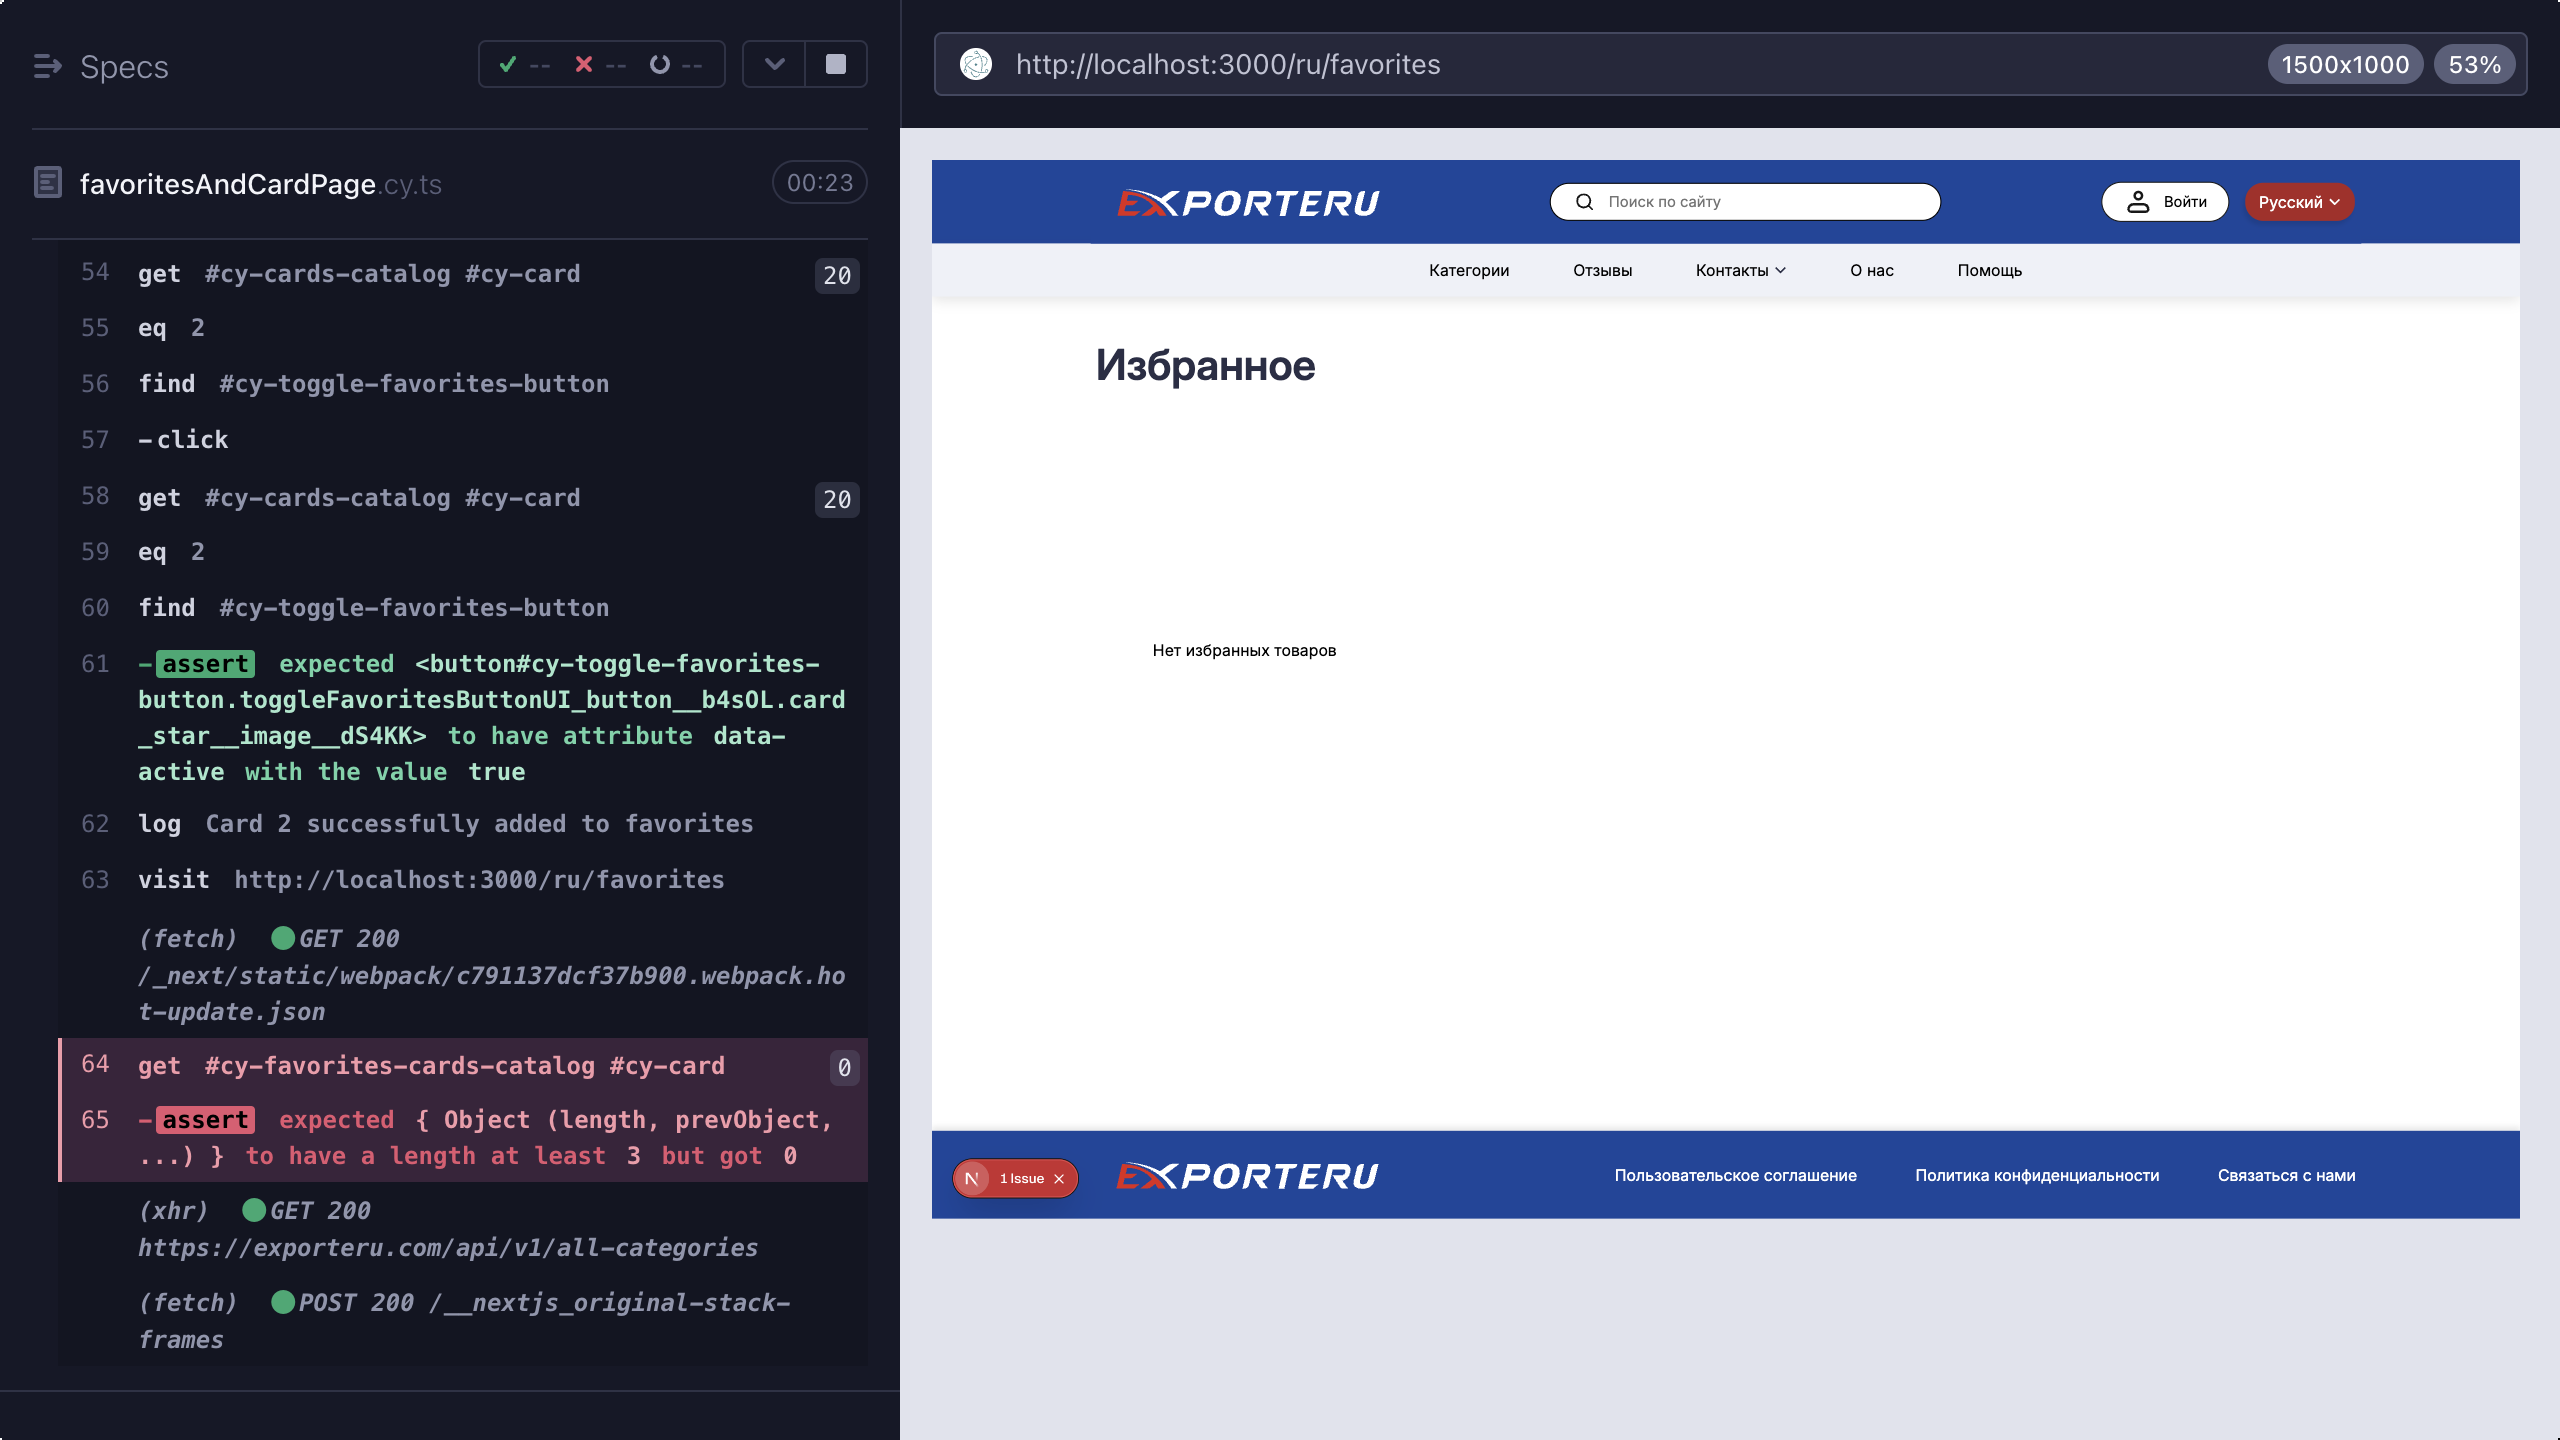 Specs
-- -- --
favoritesAndCardPage.cy.ts
00:23
54 get #cy-cards-catalog #cy-card 20
55 eq 2
56 find #cy-toggle-favorites-button
57 -click
58 get #cy-cards-catalog #cy-card 20
59 eq 2
60 find #cy-toggle-favorites-button
61 -assert expected <button#cy-toggle-favorites-
button.toggleFavoritesButtonUI_button__b4sOL.card
_star__image__dS4KK> to have attribute data-
active with the value true
62 log Card 2 successfully added to favorites
63 visit http://localhost:3000/ru/favorites
(fetch) GET 200
/_next/static/webpack/c791137dcf37b900.webpack.ho
t-update.json
64 get #cy-favorites-cards-catalog #cy-card 0
65 -assert expected { Object (length, prevObject,
...) } to have a length at least 3 but got 0
(xhr) GET 200
https://exporteru.com/api/v1/all-categories
(fetch) POST 200 /__nextjs_original-stack-
frames
http://localhost:3000/ru/favorites
1500x1000 53%
EXPORTERU
Поиск по сайту
Войти
Русский
Категории Отзывы Контакты О нас Помощь
Избранное
Нет избранных товаров
N 1 Issue
EXPORTERU
Пользовательское соглашение Политика конфиденциальности Связаться с нами